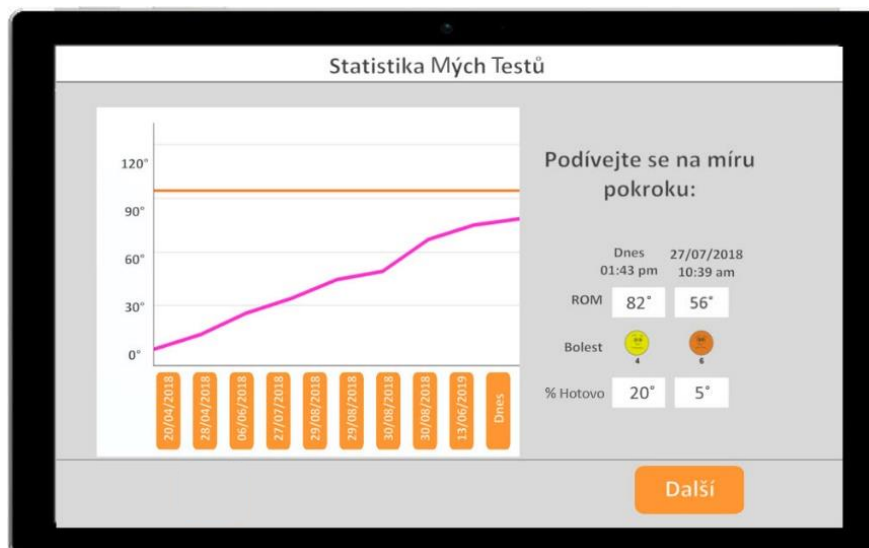 Statistika Mých Testů
120°
90°
60°
30°
0°
20/04/2018
28/04/2018
06/06/2018
27/07/2018
29/08/2018
29/08/2018
30/08/2018
30/08/2018
13/06/2019
Dnes
Podívejte se na míru
pokroku:
Dnes 27/07/2018
01:43 pm 10:39 am
ROM 82° 56°
Bolest
4 6
% Hotovo 20° 5°
Další